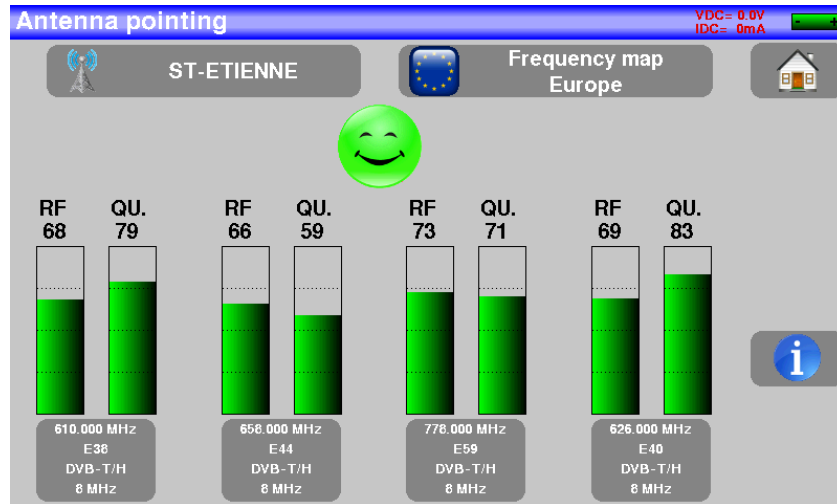 Antenna pointing
VDC= 0.0V
IDC= 0mA
- +
ST-ETIENNE
Frequency map
Europe
RF QU. RF QU. RF QU. RF QU.
68 79 66 59 73 71 69 83
610.000 MHz
E38
DVB-T/H
8 MHz
658.000 MHz
E44
DVB-T/H
8 MHz
778.000 MHz
E59
DVB-T/H
8 MHz
626.000 MHz
E40
DVB-T/H
8 MHz
i